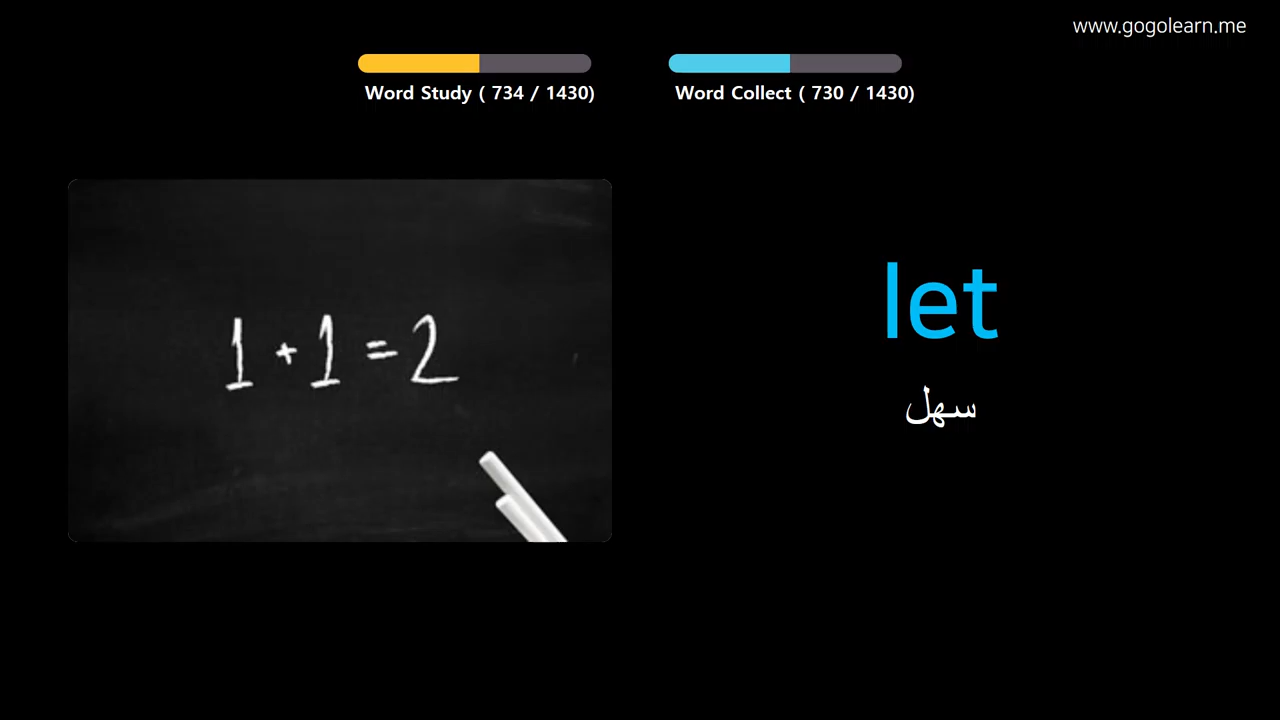 www.gogolearn.me
Word Study ( 734 / 1430)
Word Collect ( 730 / 1430)
1 + 1 = 2
let
سهل